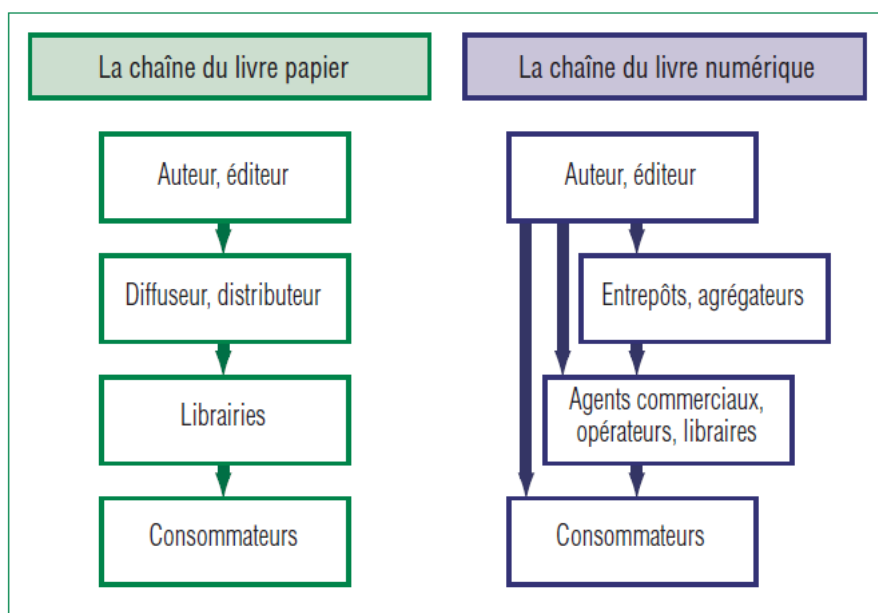 La chaîne du livre papier
Auteur, éditeur
Diffuseur, distributeur
Librairies
Consommateurs
La chaîne du livre numérique
Auteur, éditeur
Entrepôts, agrégateurs
Agents commerciaux,
opérateurs, libraires
Consommateurs